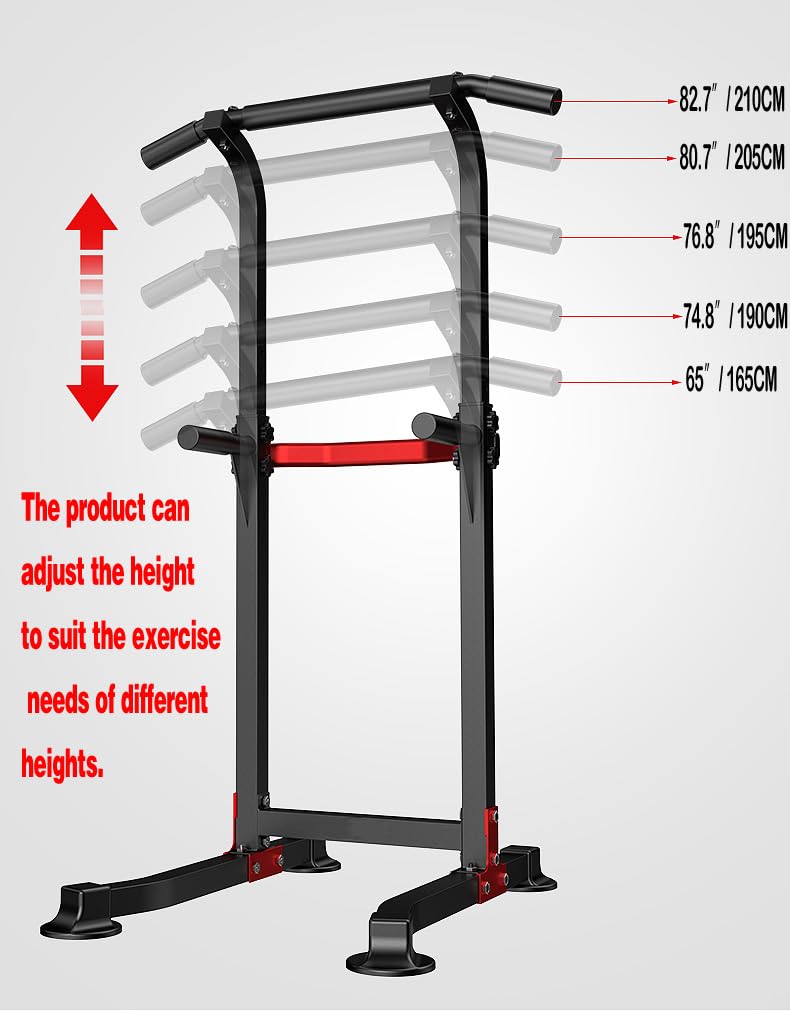 82.7″ / 210CM
80.7″ / 205CM
76.8″ / 195CM
74.8″ / 190CM
65″ / 165CM
The product can
adjust the height
to suit the exercise
needs of different
heights.